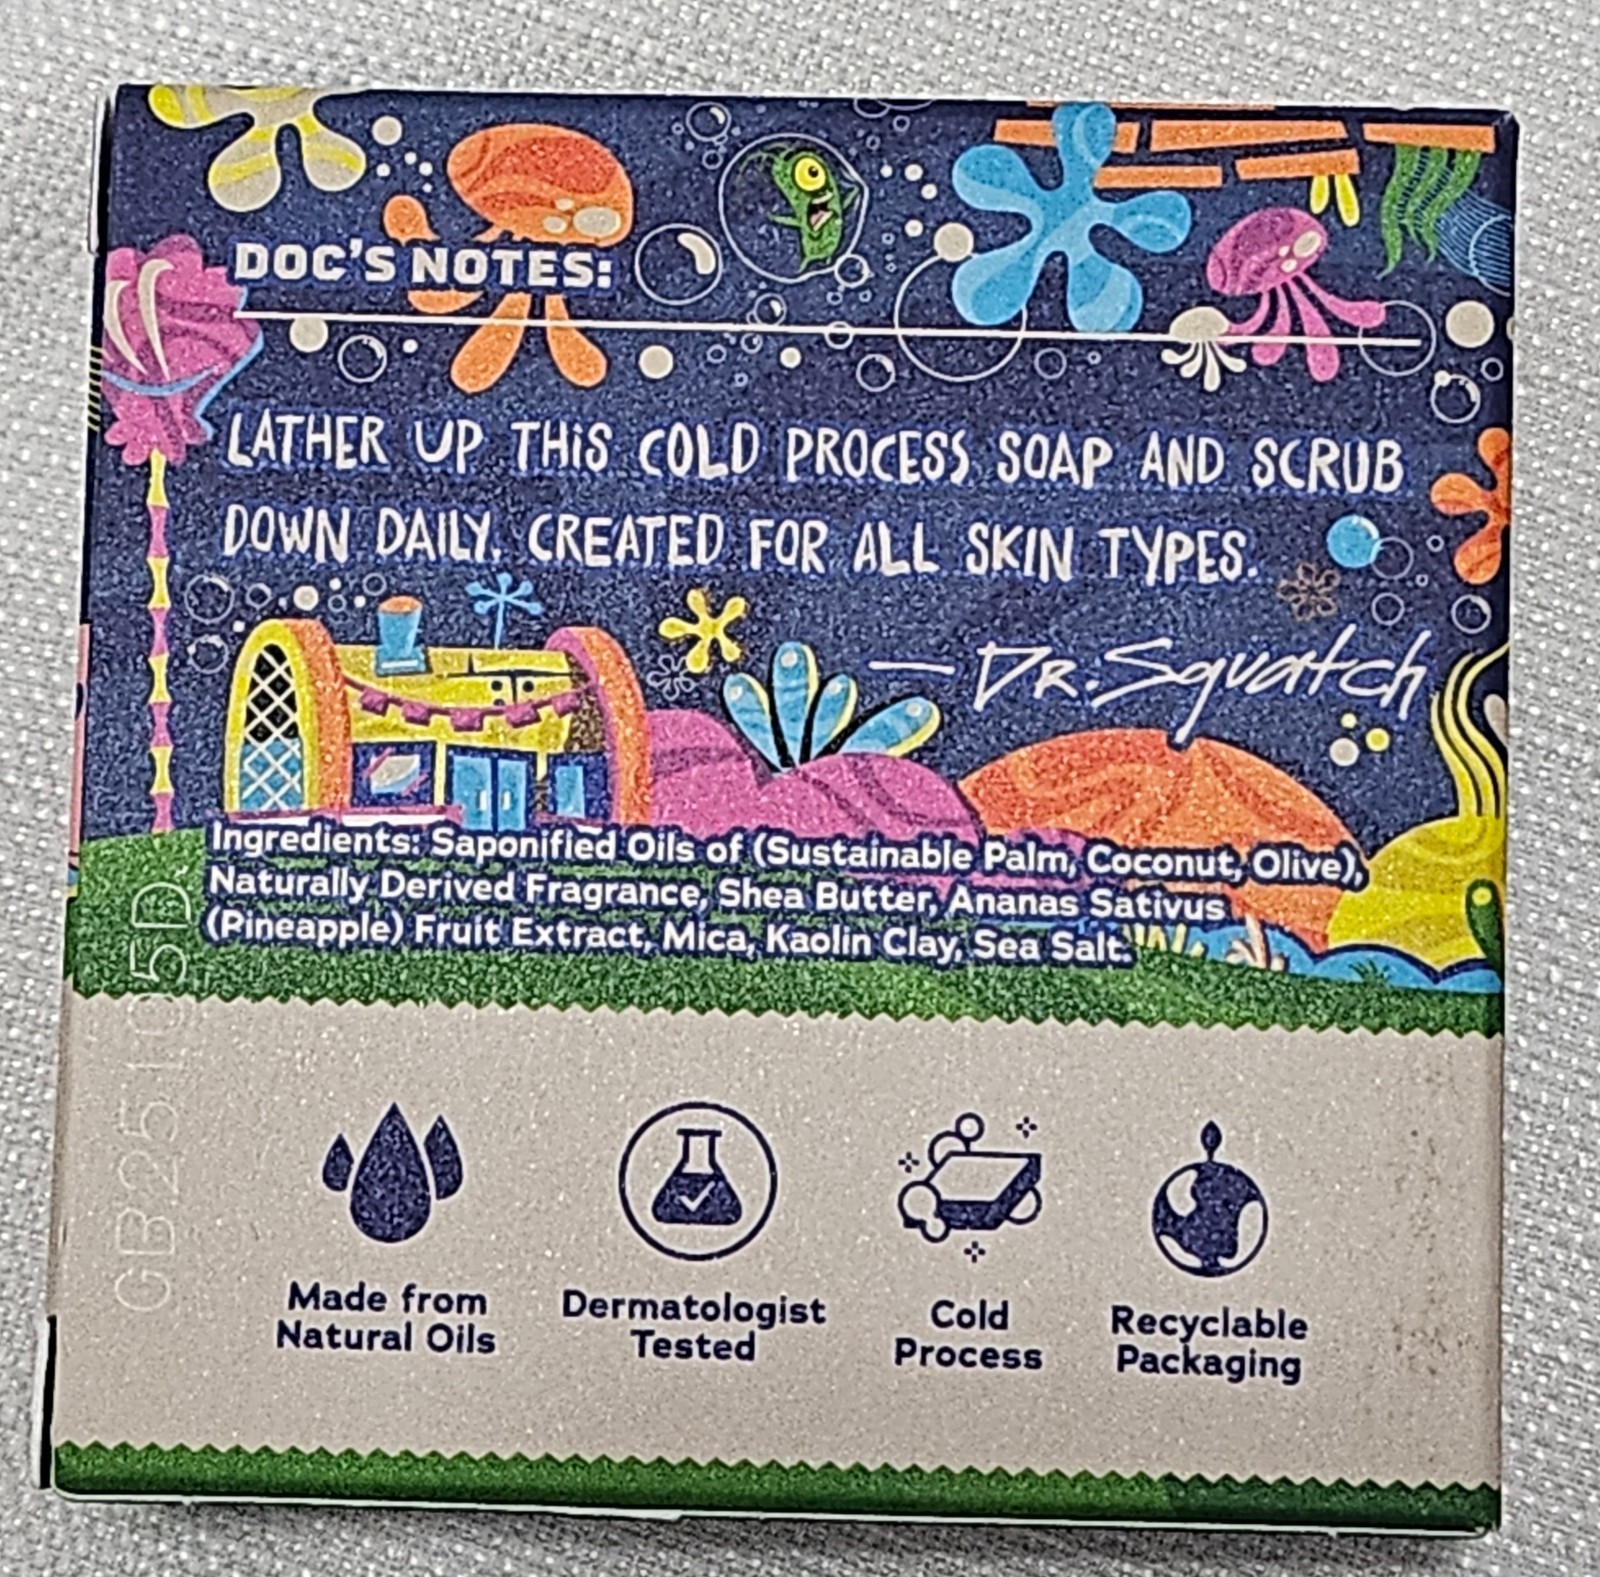 DOC'S NOTES:
LATHER UP THiS COLD PROCESS SOAP AND SCRUB
DOWN DAILY. CREATED FOR ALL SKIN TYPES.
— DR. Squatch
Ingredients: Saponified Oils of (Sustainable Palm, Coconut, Olive),
Naturally Derived Fragrance, Shea Butter, Ananas Sativus
(Pineapple) Fruit Extract, Mica, Kaolin Clay, Sea Salt.
Made from
Natural Oils
Dermatologist
Tested
Cold
Process
Recyclable
Packaging